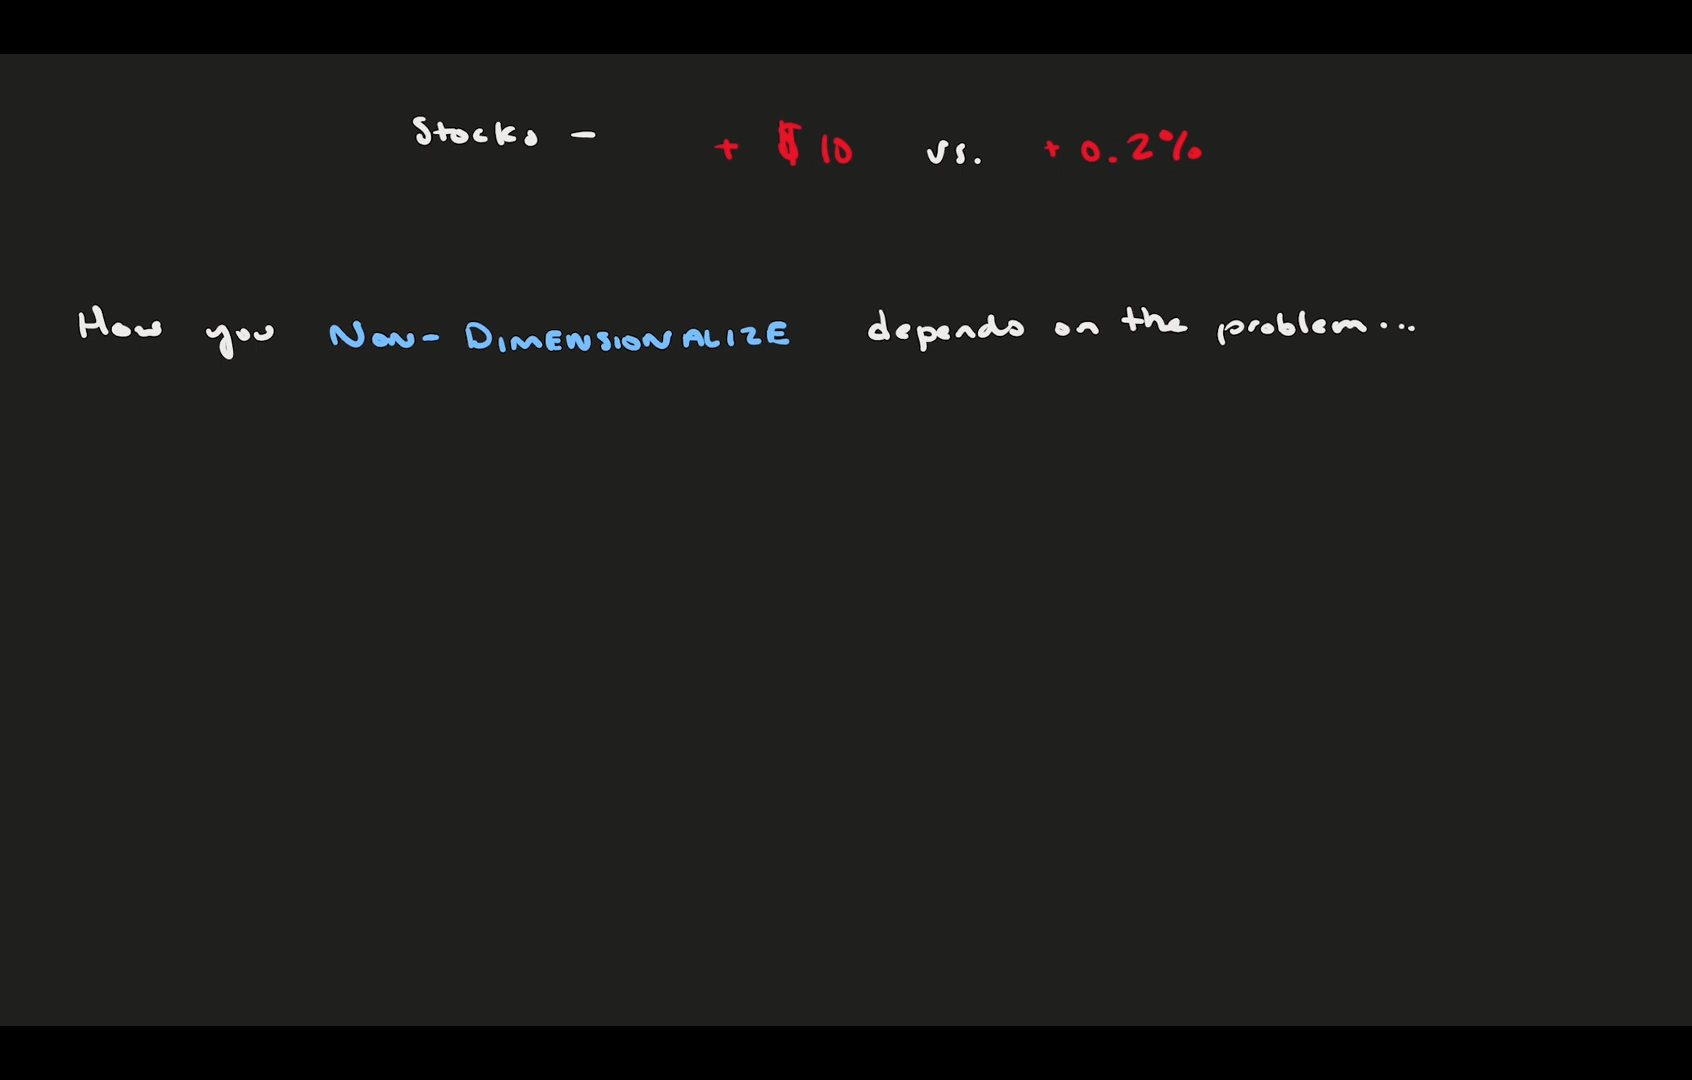 Stocks - + $10 vs. + 0.2%
How you NON-DIMENSIONALIZE depends on the problem...